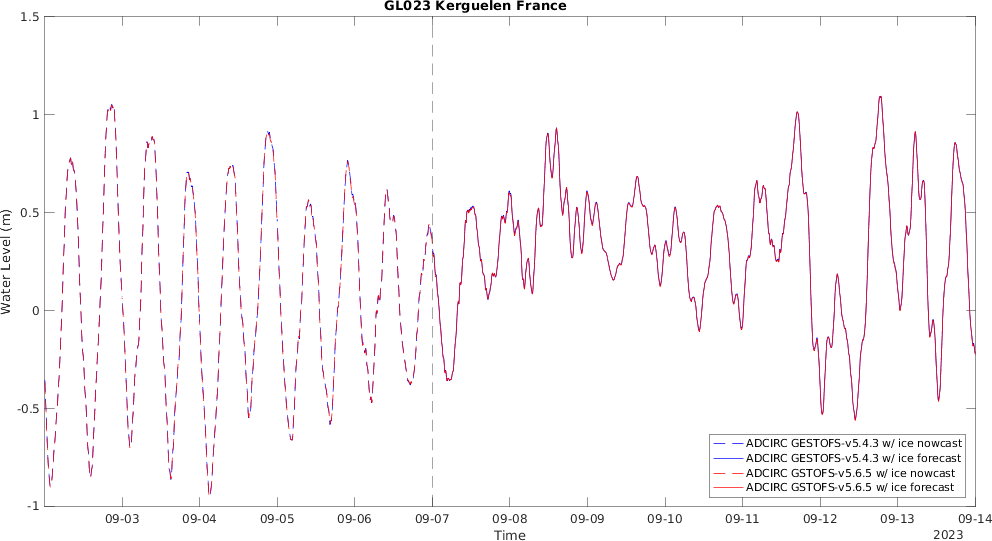 GL023 Kerguelen France
1.5
1
0.5
0
-0.5
-1
Water Level (m)
ADCIRC GESTOFS-v5.4.3 w/ ice nowcast
ADCIRC GESTOFS-v5.4.3 w/ ice forecast
ADCIRC GSTOFS-v5.6.5 w/ ice nowcast
ADCIRC GSTOFS-v5.6.5 w/ ice forecast
09-03 09-04 09-05 09-06 09-07 09-08 09-09 09-10 09-11 09-12 09-13 09-14
Time
2023